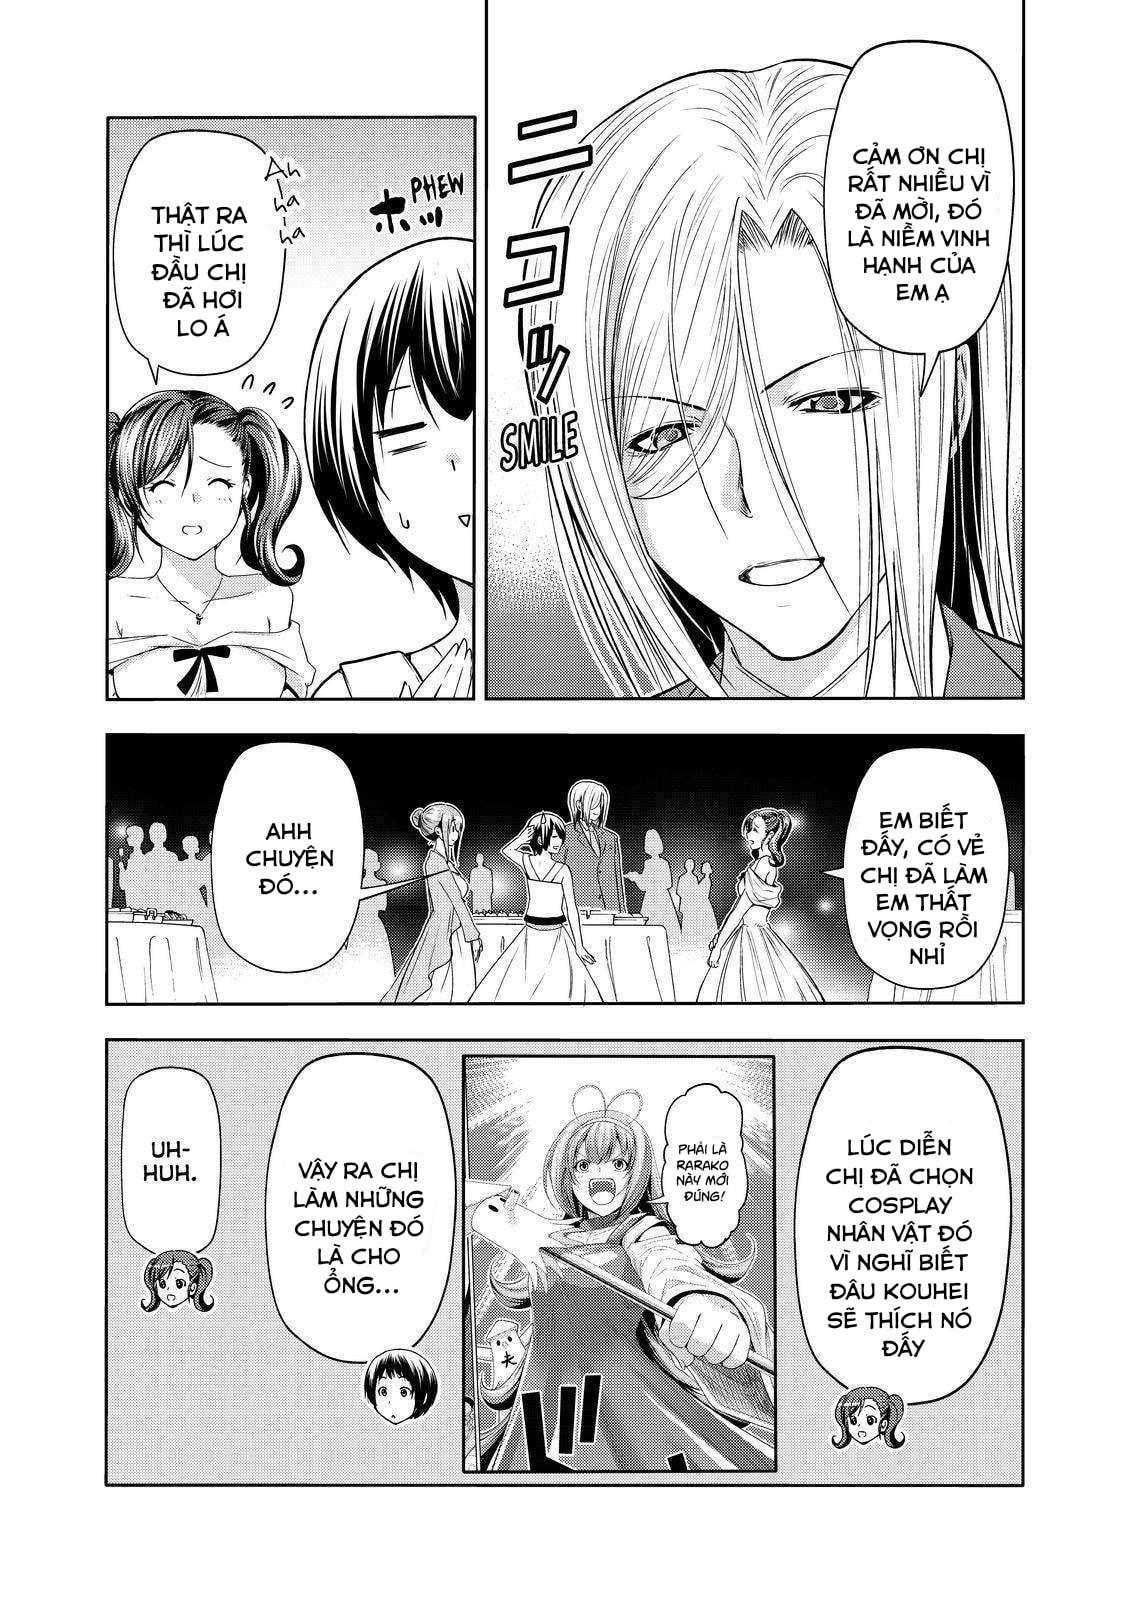 CẢM ƠN CHỊ
RẤT NHIỀU VÌ
ĐÃ MỜI, ĐÓ
LÀ NIỀM VINH
HẠNH CỦA
EM Ạ
ニコッ
SMILE
PHEW
ホッ
Ah
ha
ha
THẬT RA
THÌ LÚC
ĐẦU CHỊ
ĐÃ HƠI
LO Á
EM BIẾT
ĐẤY, CÓ VẺ
CHỊ ĐÃ LÀM
EM THẤT
VỌNG RỒI
NHỈ
AHH
CHUYỆN
ĐÓ...
LÚC DIỄN
CHỊ ĐÃ CHỌN
COSPLAY
NHÂN VẬT ĐÓ
VÌ NGHĨ BIẾT
ĐÂU KOUHEI
SẼ THÍCH NÓ
ĐẤY
PHẢI LÀ
RARAKO
NÀY MỚI
ĐÚNG!
VẬY RA CHỊ
LÀM NHỮNG
CHUYỆN ĐÓ
LÀ CHO
ỔNG...
UH-
HUH.